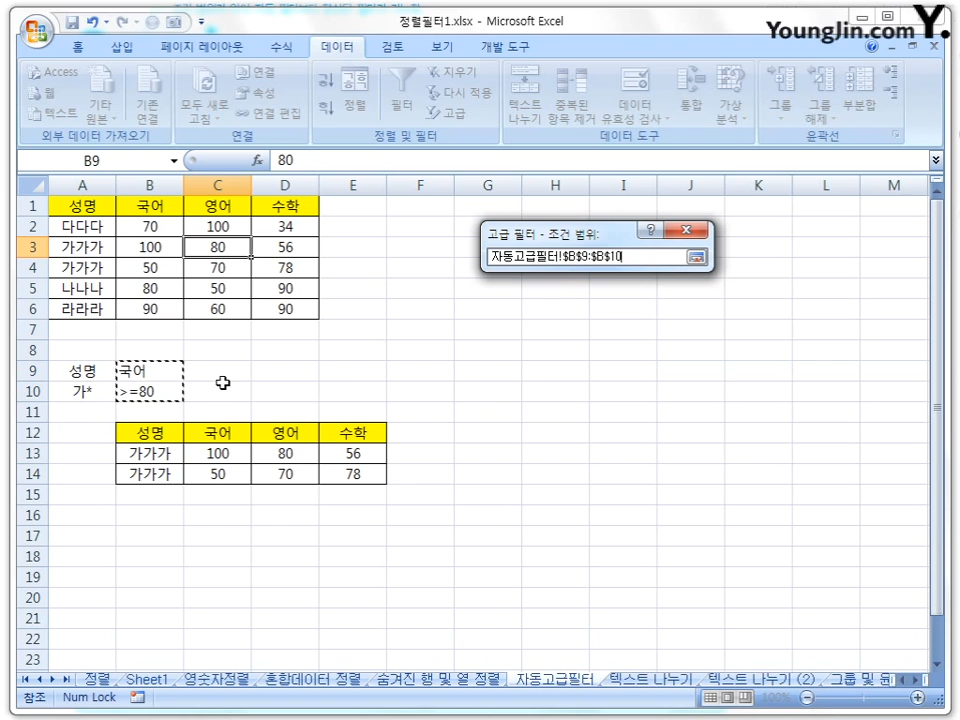 정렬필터1.xlsx - Microsoft Excel
Younglin.com Y.
홈 삽입 페이지 레이아웃 수식 데이터 검토 보기 개발 도구
Access
웹
텍스트
기타 원본
기존 연결
외부 데이터 가져오기
모두 새로 고침
연결
속성
연결 편집
연결
정렬
필터
지우기
다시 적용
고급
정렬 및 필터
텍스트 나누기
중복된 항목 제거
데이터 유효성 검사
통합
가상 분석
데이터 도구
그룹
그룹 해제
부분합
윤곽선
B9 fx 80
A B C D E F G H I J K L M
1 성명 국어 영어 수학
2 다다다 70 100 34
3 가가가 100 80 56
4 가가가 50 70 78
5 나나나 80 50 90
6 라라라 90 60 90
7
8
9 성명 국어
10 가* >=80
11
12 성명 국어 영어 수학
13 가가가 100 80 56
14 가가가 50 70 78
15
16
17
18
19
20
21
22
23
고급 필터 - 조건 범위:
자동고급필터!$B$9:$B$10
정렬 Sheet1 영숫자정렬 혼합데이터 정렬 숨겨진 행 및 열 정렬 자동고급필터 텍스트 나누기 텍스트 나누기 (2) 그룹 및 윤
참조 Num Lock 100%